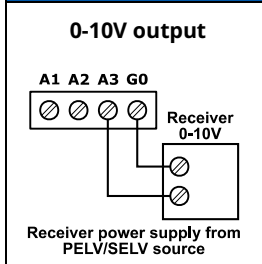 0-10V output
A1 A2 A3 G0
Receiver
0-10V
Receiver power supply from
PELV/SELV source